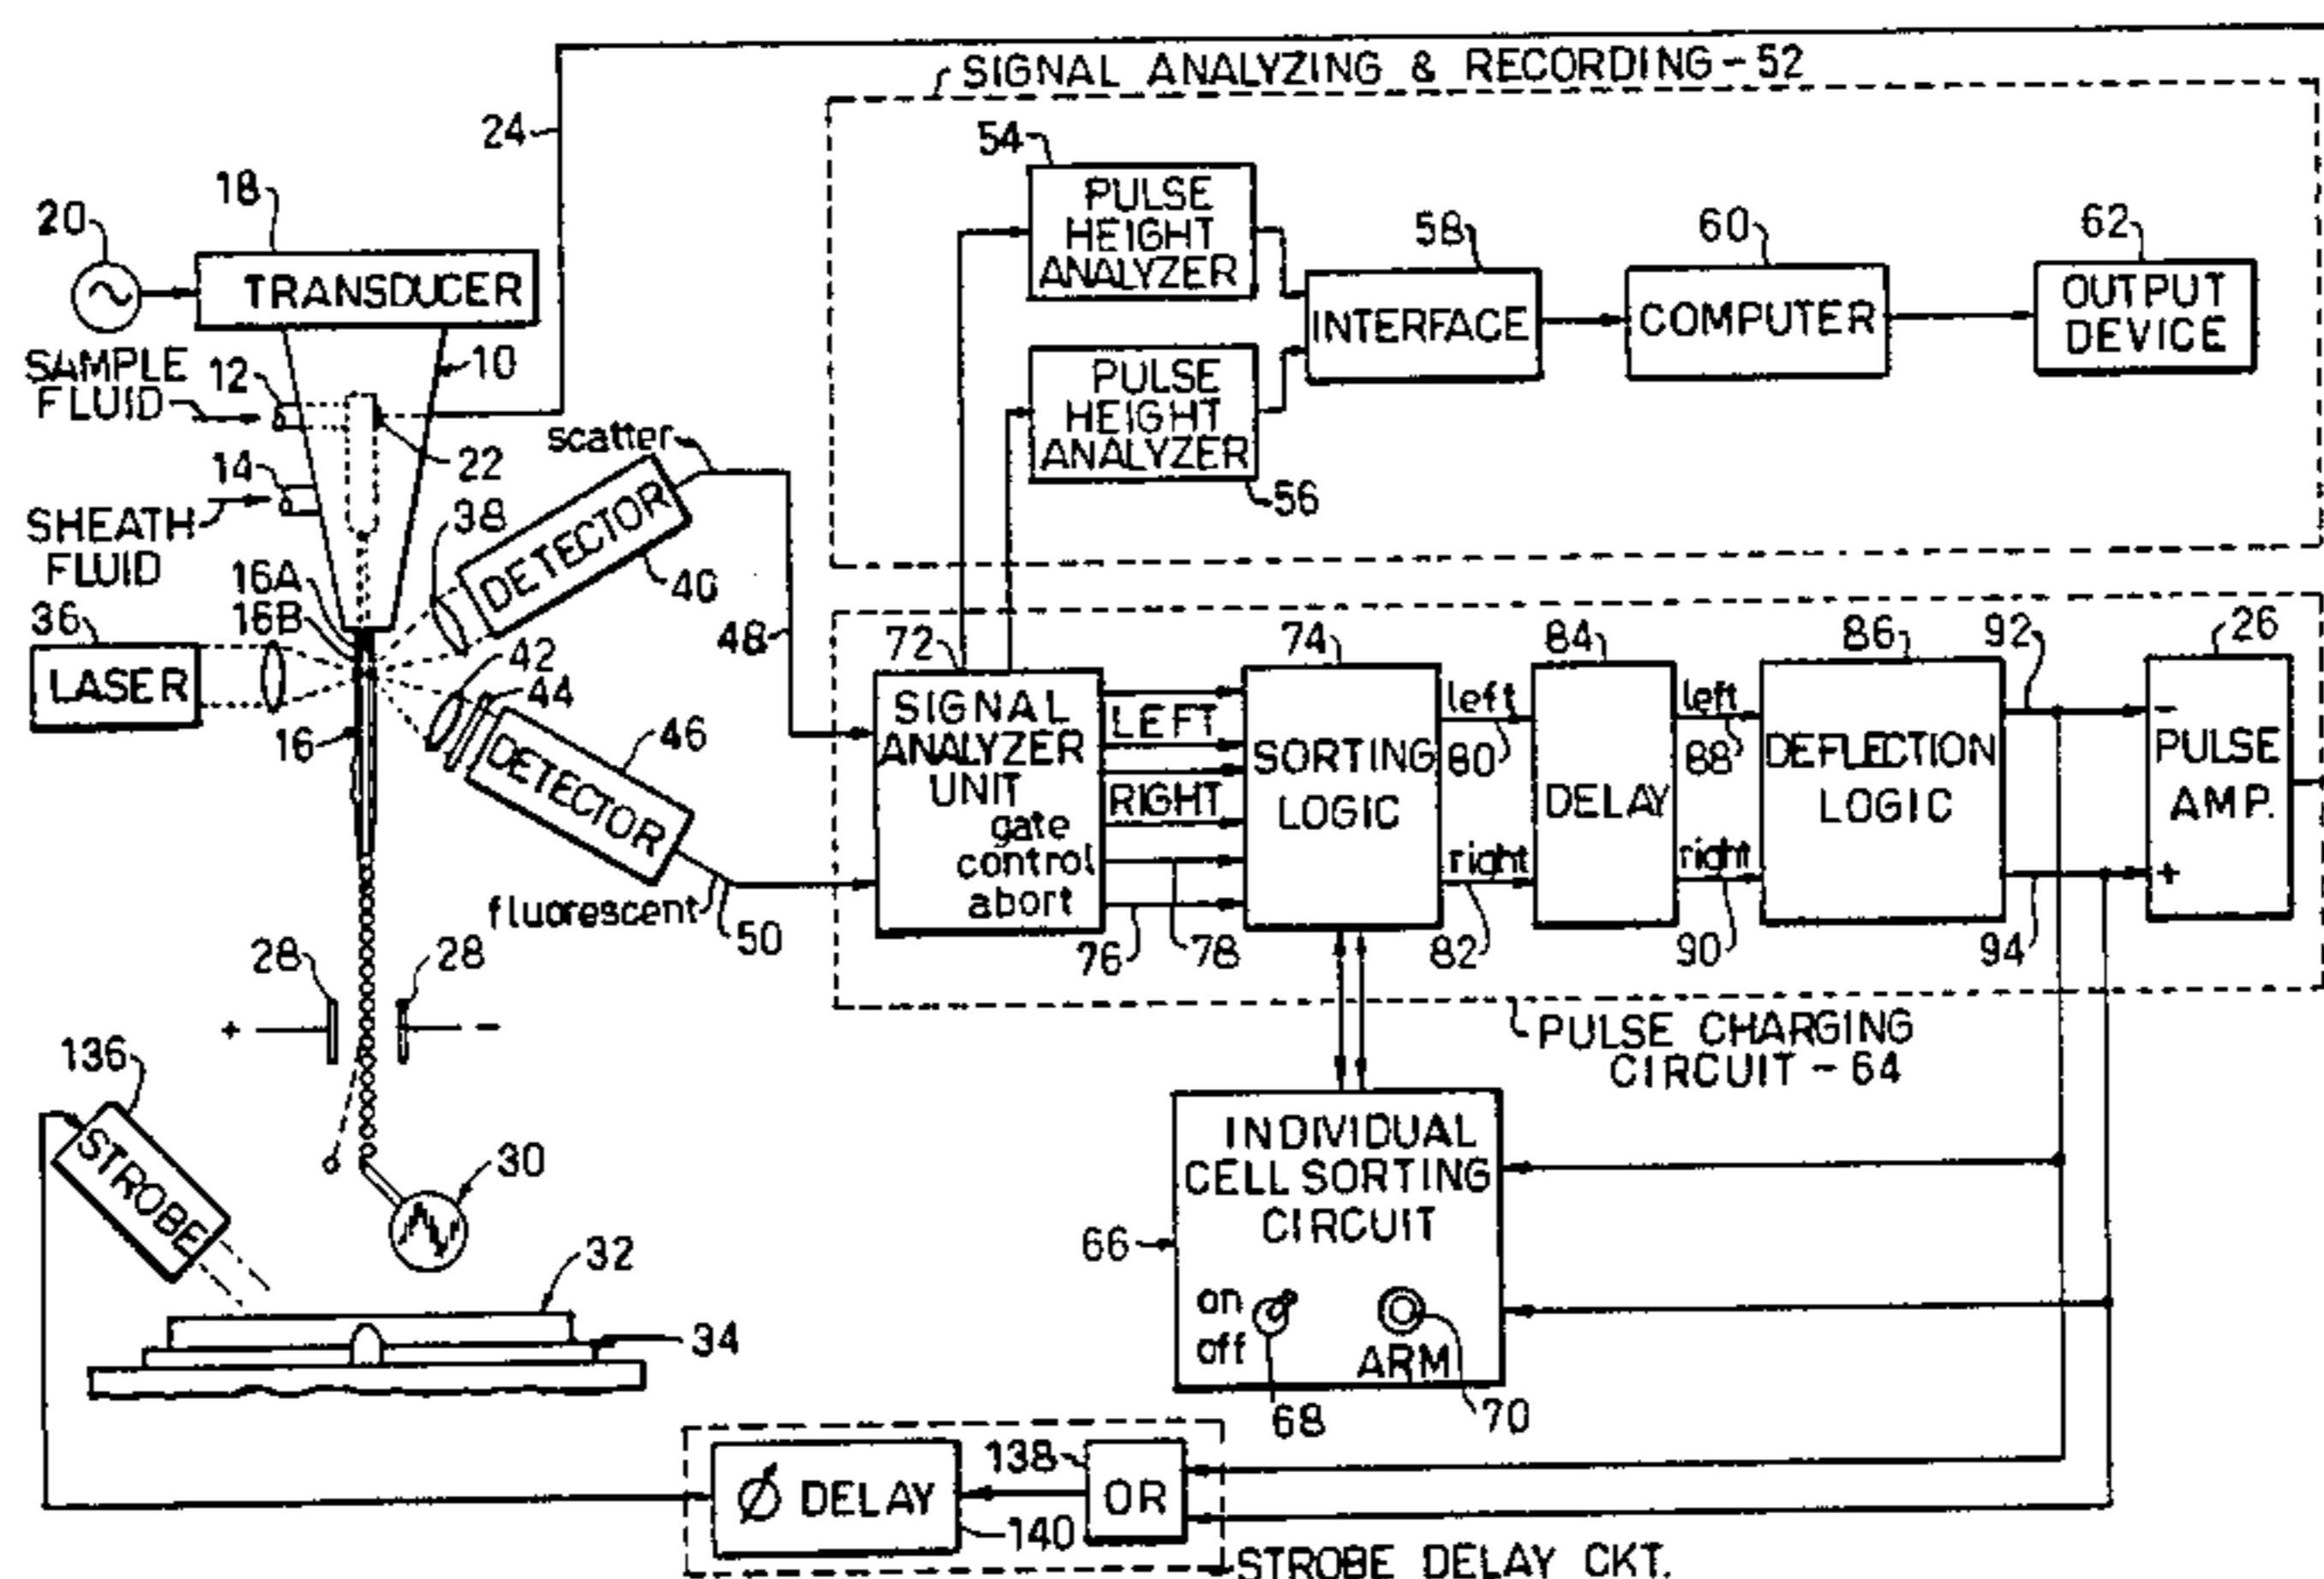 SIGNAL ANALYZING & RECORDING-52
24
54
PULSE
HEIGHT
ANALYZER
18
20
TRANSDUCER
58
INTERFACE
60
COMPUTER
62
OUTPUT
DEVICE
SAMPLE
FLUID
12
10
PULSE
HEIGHT
ANALYZER
56
scatter
22
14
SHEATH
FLUID
38
DETECTOR
40
16A
16B
36
LASER
16
48
42
44
46
DETECTOR
fluorescent
50
72
SIGNAL
ANALYZER
UNIT
gate
control
abort
LEFT
RIGHT
76
78
74
SORTING
LOGIC
left
80
right
82
84
DELAY
left
88
right
90
86
DEFLECTION
LOGIC
92
94
26
-
PULSE
AMP.
+
28
28
+
-
PULSE CHARGING
CIRCUIT - 64
136
STROBE
30
INDIVIDUAL
CELL SORTING
CIRCUIT
66
on
off
ARM
68
70
32
34
Ø DELAY
140
138
OR
STROBE DELAY CKT.